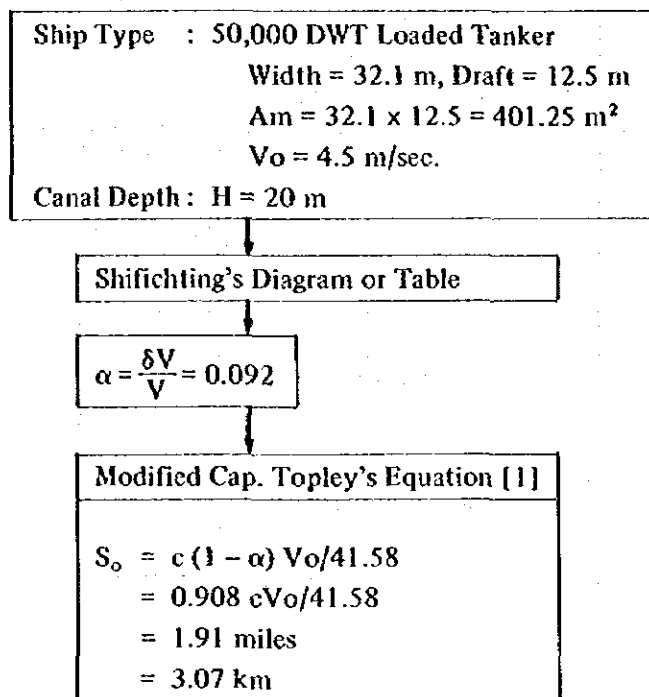 Ship Type : 50,000 DWT Loaded Tanker
Width = 32.1 m, Draft = 12.5 m
Am = 32.1 x 12.5 = 401.25 m²
Vo = 4.5 m/sec.
Canal Depth : H = 20 m
Shifichting's Diagram or Table
α = δV/V = 0.092
Modified Cap. Topley's Equation [1]
Sₒ = c (1 − α) Vo/41.58
= 0.908 cVo/41.58
= 1.91 miles
= 3.07 km